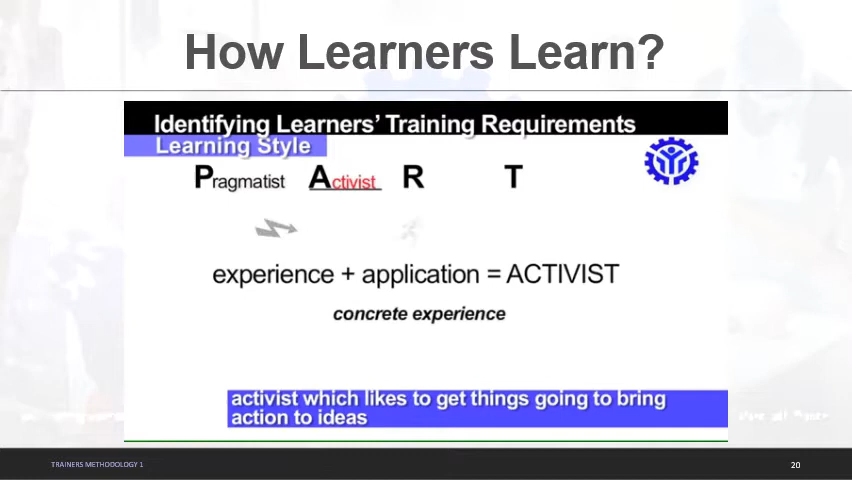 How Learners Learn?
Identifying Learners' Training Requirements
Learning Style
Pragmatist Activist R T
experience + application = ACTIVIST
concrete experience
activist which likes to get things going to bring
action to ideas
TRAINERS METHODOLOGY 1
20